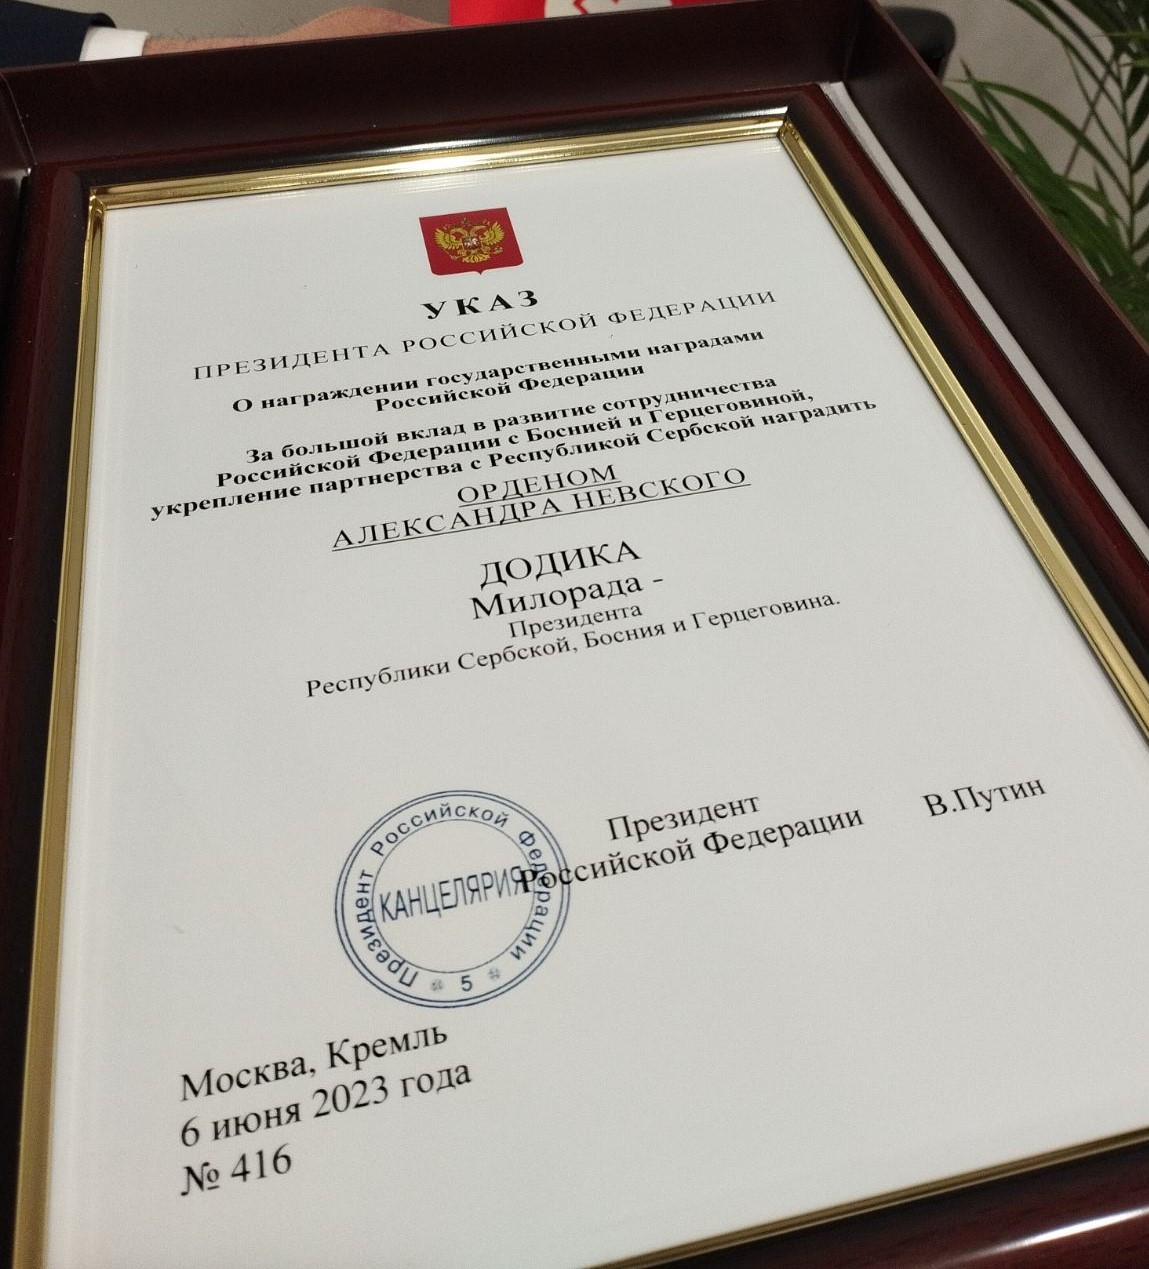 УКАЗ
ПРЕЗИДЕНТА РОССИЙСКОЙ ФЕДЕРАЦИИ
О награждении государственными наградами
Российской Федерации
За большой вклад в развитие сотрудничества
Российской Федерации с Боснией и Герцеговиной,
укрепление партнерства с Республикой Сербской наградить
ОРДЕНОМ
АЛЕКСАНДРА НЕВСКОГО
ДОДИКА
Милорада -
Президента
Республики Сербской, Босния и Герцеговина.
Президент
Российской Федерации
В.Путин
Президент Российской Федерации
КАНЦЕЛЯРИЯ
5
Москва, Кремль
6 июня 2023 года
№ 416